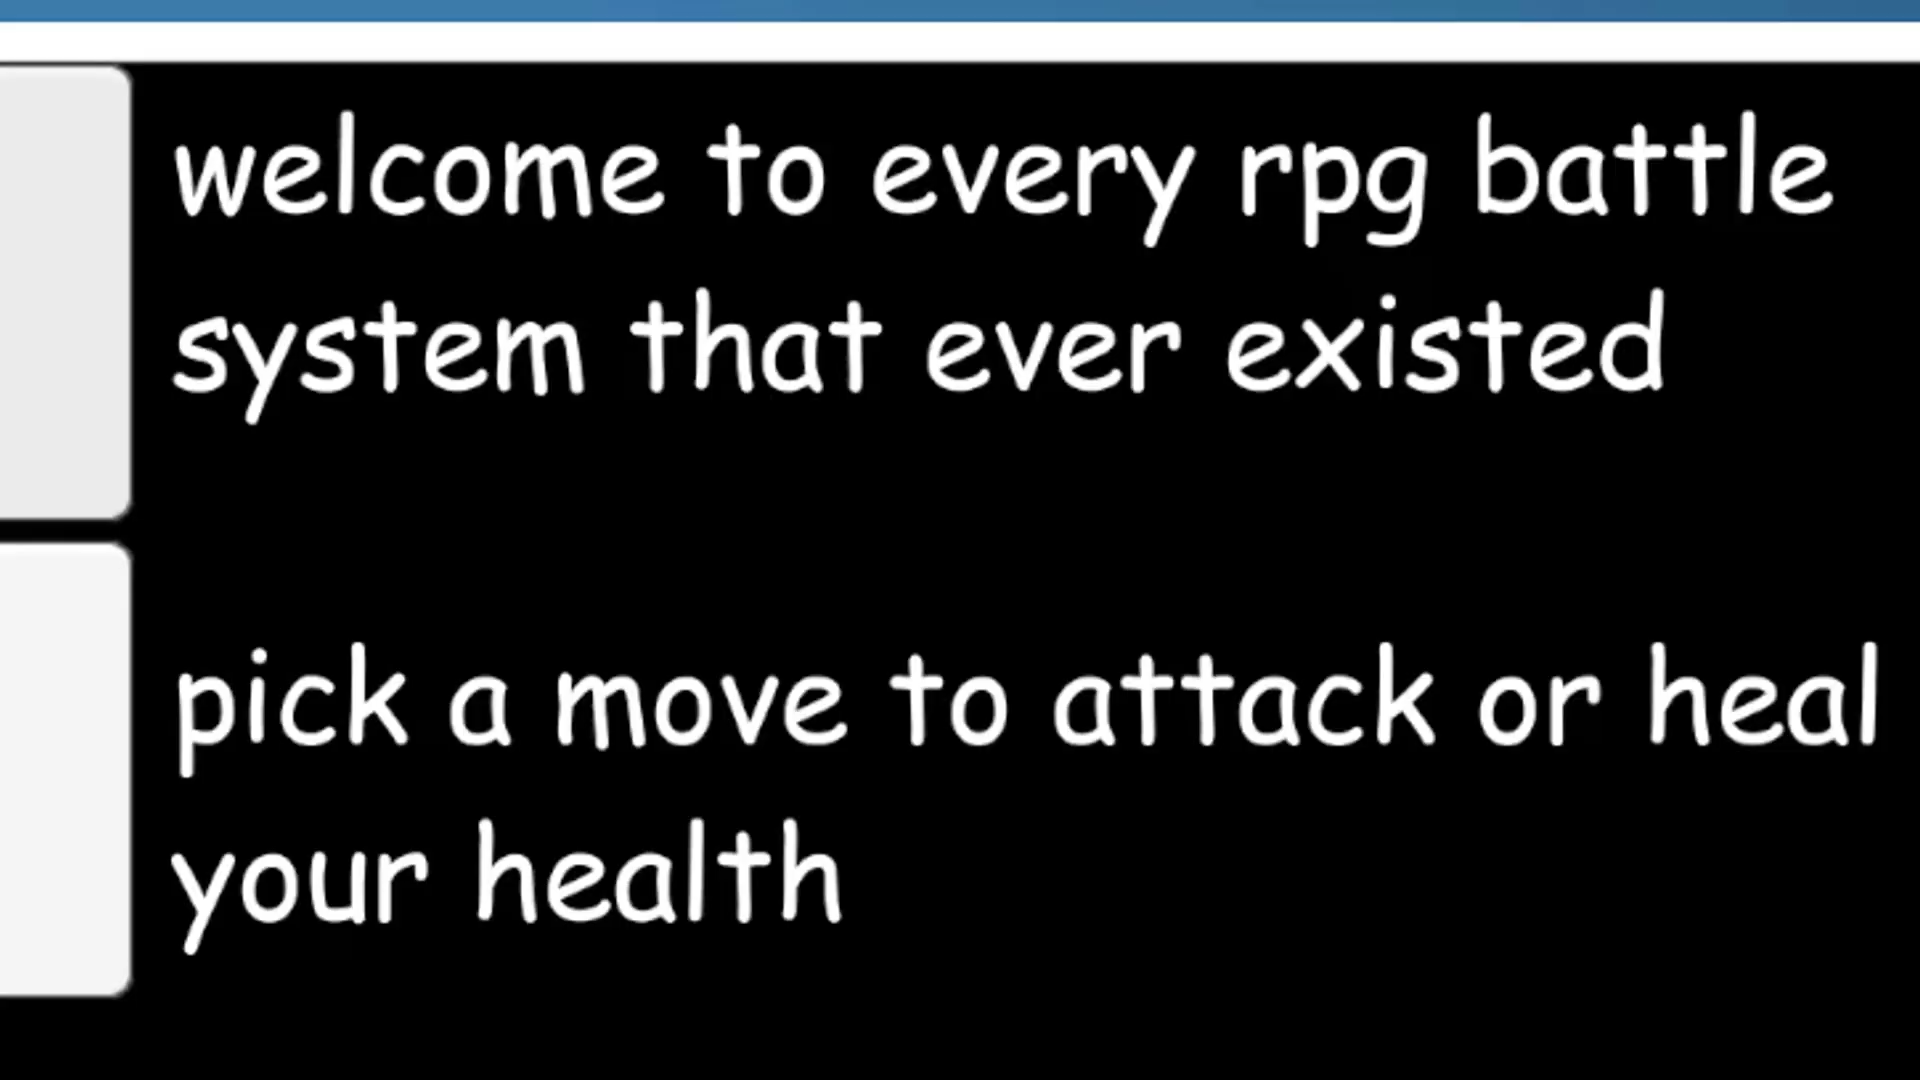 welcome to every rpg battle
system that ever existed
pick a move to attack or heal
your health